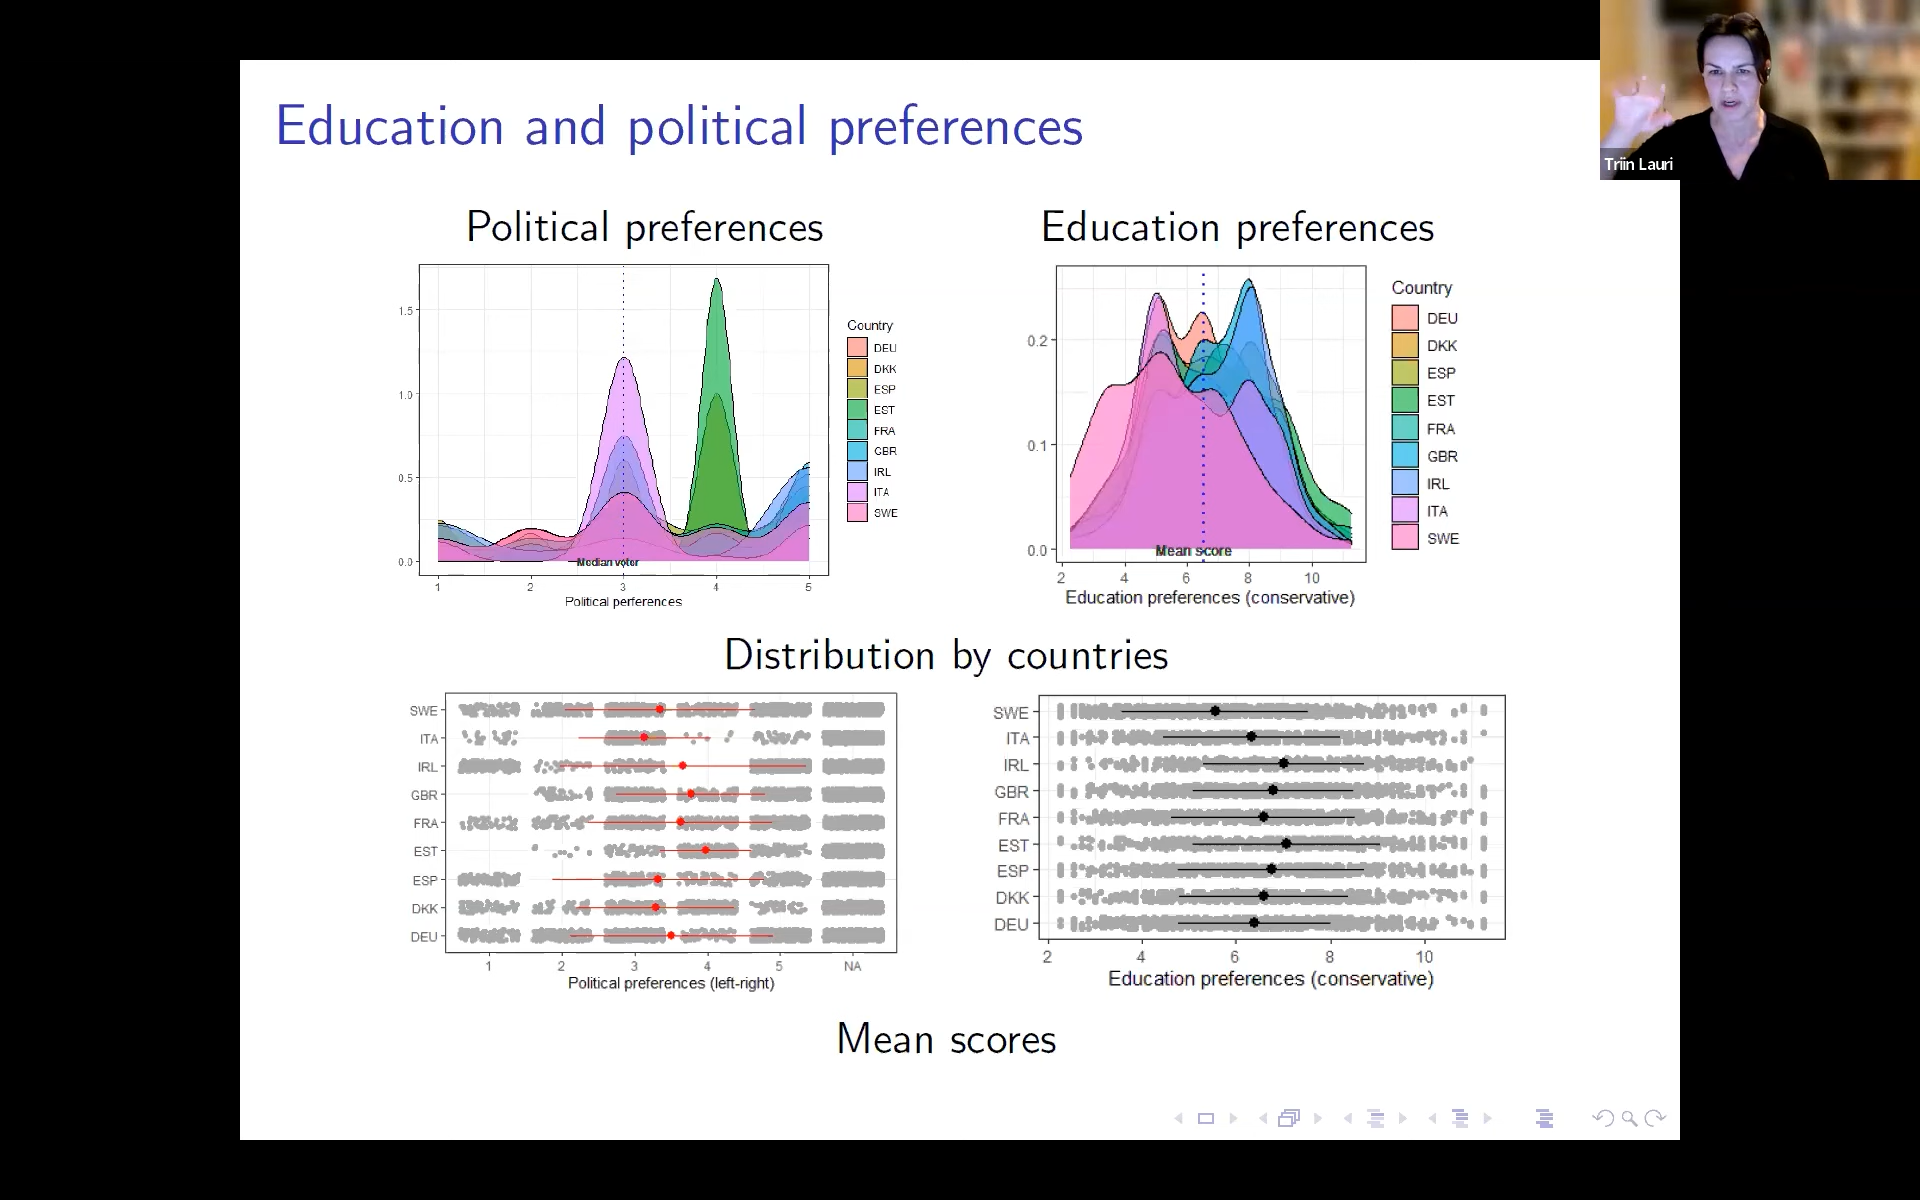 Triin Lauri
Education and political preferences
Political preferences
Education preferences
1.5
1.0
0.5
0.0
Median voter
1 2 3 4 5
Political perferences
Country
DEU
DKK
ESP
EST
FRA
GBR
IRL
ITA
SWE
0.2
0.1
0.0
Mean score
2 4 6 8 10
Education preferences (conservative)
Country
DEU
DKK
ESP
EST
FRA
GBR
IRL
ITA
SWE
Distribution by countries
SWE
ITA
IRL
GBR
FRA
EST
ESP
DKK
DEU
1 2 3 4 5 NA
Political preferences (left-right)
SWE
ITA
IRL
GBR
FRA
EST
ESP
DKK
DEU
2 4 6 8 10
Education preferences (conservative)
Mean scores